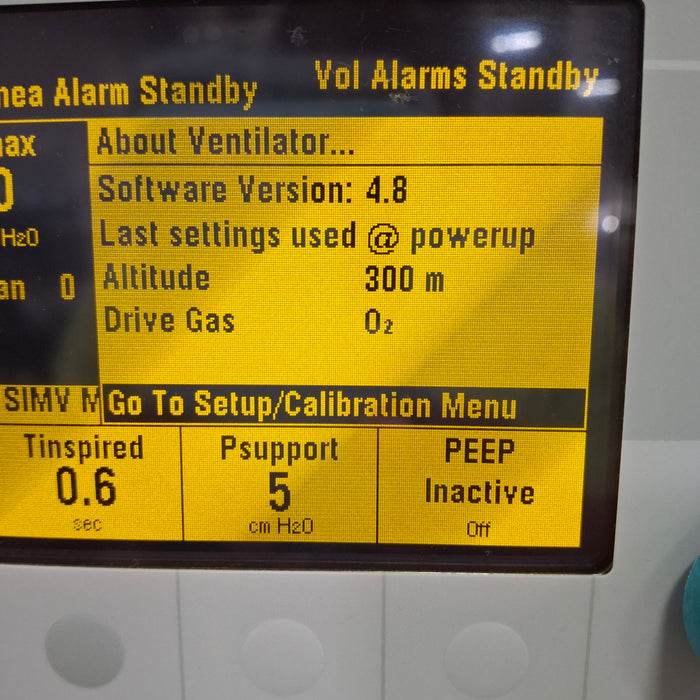 nea Alarm Standby
Vol Alarms Standby
max
0
H2O
an 0
About Ventilator...
Software Version: 4.8
Last settings used @ powerup
Altitude 300 m
Drive Gas O2
SIMV M
Go To Setup/Calibration Menu
Tinspired
0.6
sec
Psupport
5
cm H2O
PEEP
Inactive
Off